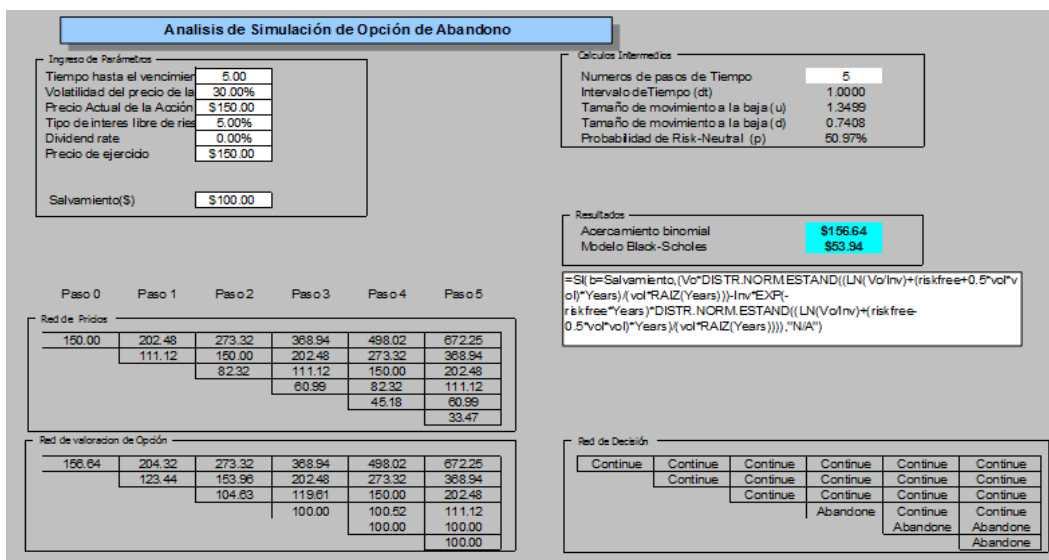 Analisis de Simulación de Opción de Abandono
Ingreso de Parámetros
Tiempo hasta el vencimier 5.00
Volatilidad del precio de la 30.00%
Precio Actual de la Acción $150.00
Tipo de interes libre de ries 5.00%
Dividend rate 0.00%
Precio de ejercicio $150.00
Salvamiento($) $100.00
Calculos Intermedios
Numeros de pasos de Tiempo 5
Intervalo deTiempo (dt) 1.0000
Tamaño de movimiento a la baja (u) 1.3499
Tamaño de movimiento a la baja (d) 0.7408
Probabilidad de Risk-Neutral (p) 50.97%
Resultados
Acercamiento binomial $156.64
Modelo Black-Scholes $53.94
=SI(b=Salvamiento,(Vo*DISTR.NORM.ESTAND((LN(Vo/Inv)+(riskfree+0.5*vol*v
ol)*Years)/(vol*RAIZ(Years)))-Inv*EXP(-
riskfree*Years)*DISTR.NORM.ESTAND((LN(Vo/Inv)+(riskfree-
0.5*vol*vol)*Years)/(vol*RAIZ(Years)))),"N/A")
Paso 0 Paso 1 Paso 2 Paso 3 Paso 4 Paso 5
Red de Pricios
150.00 202.48 273.32 368.94 498.02 672.25
111.12 150.00 202.48 273.32 368.94
82.32 111.12 150.00 202.48
60.99 82.32 111.12
45.18 60.99
33.47
Red de valoracion de Opción
156.64 204.32 273.32 368.94 498.02 672.25
123.44 153.96 202.48 273.32 368.94
104.63 119.61 150.00 202.48
100.00 100.52 111.12
100.00 100.00
100.00
Red de Decisión
Continue Continue Continue Continue Continue Continue
Continue Continue Continue Continue Continue
Continue Continue Continue Continue
Abandone Continue Continue
Abandone Abandone
Abandone